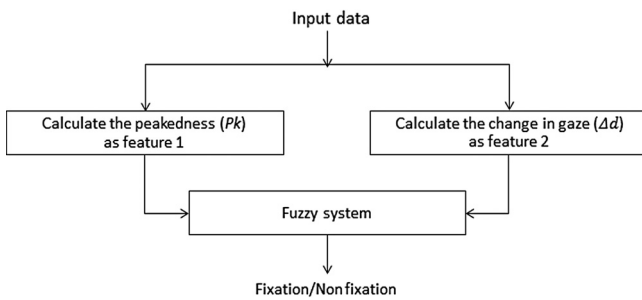 Input data
Calculate the peakedness (Pk)
as feature 1
Calculate the change in gaze (Δd)
as feature 2
Fuzzy system
Fixation/Non fixation